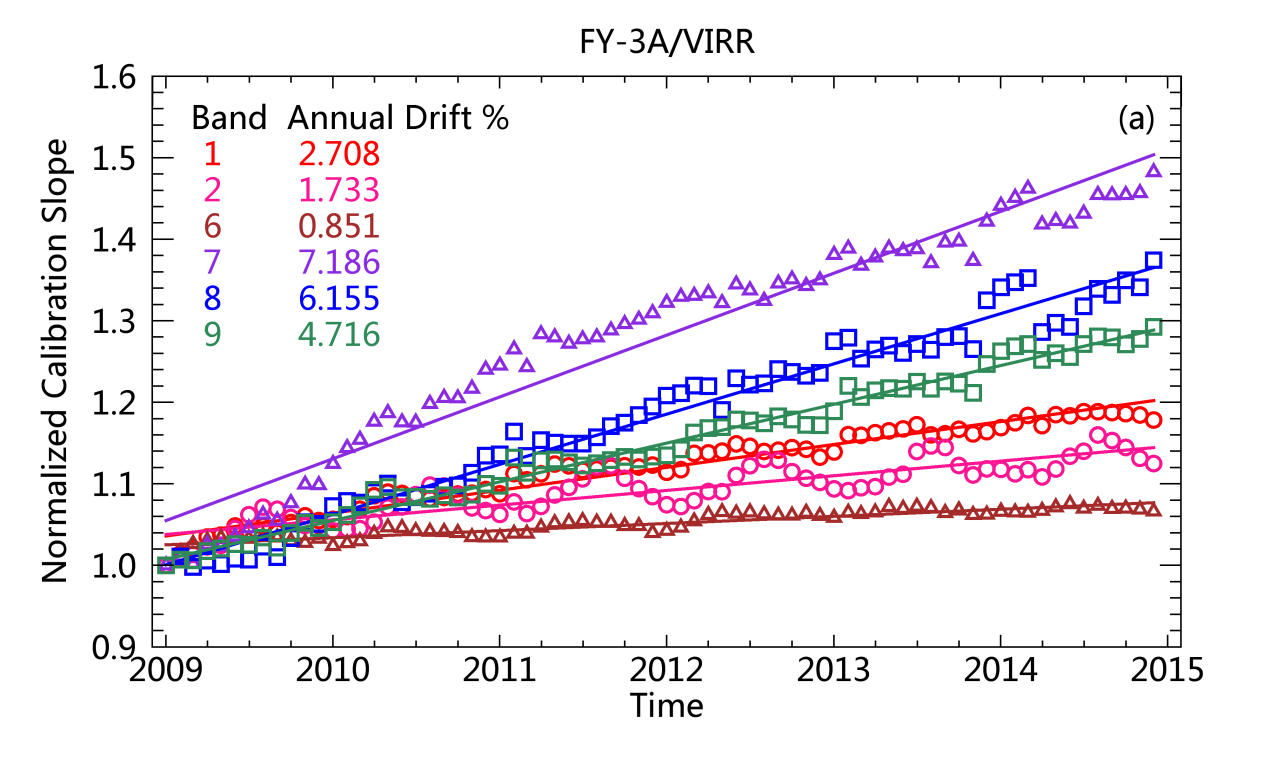 FY-3A/VIRR
(a)
Band Annual Drift %
1 2.708
2 1.733
6 0.851
7 7.186
8 6.155
9 4.716
Normalized Calibration Slope
1.6
1.5
1.4
1.3
1.2
1.1
1.0
0.9
2009 2010 2011 2012 2013 2014 2015
Time